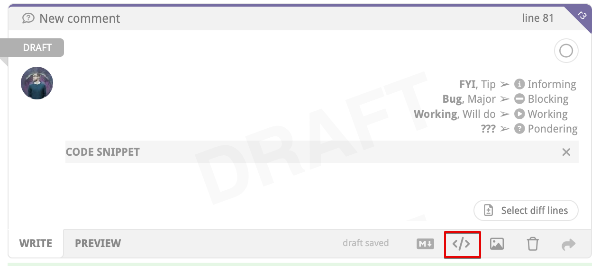 New comment
line 81
r3
DRAFT
FYI, Tip ➢ Informing
Bug, Major ➢ Blocking
Working, Will do ➢ Working
??? ➢ Pondering
DRAFT
CODE SNIPPET
Select diff lines
WRITE
PREVIEW
draft saved